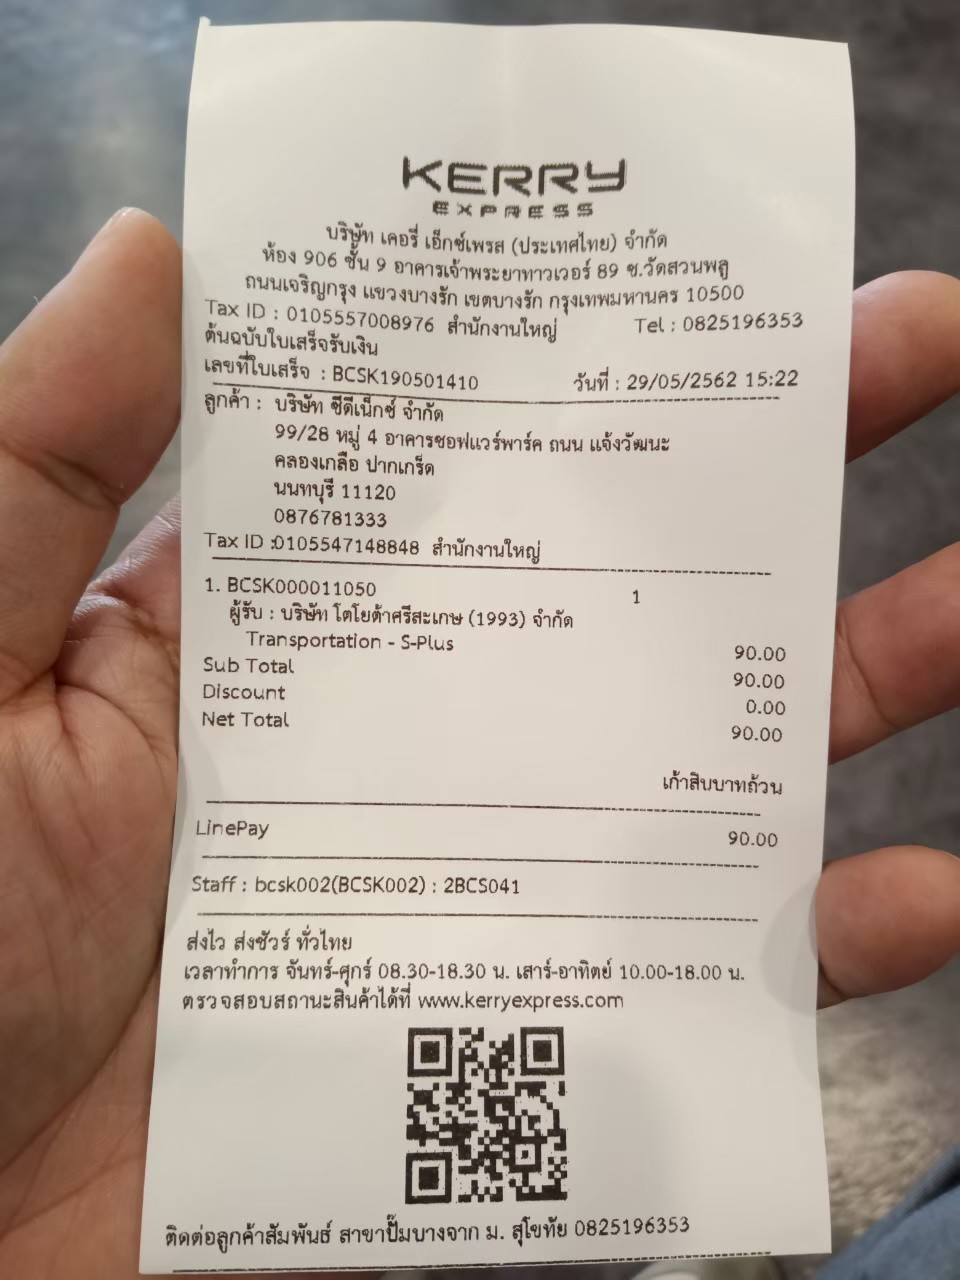 KERRY
EXPRESS
บริษัท เคอรี่ เอ็กซ์เพรส (ประเทศไทย) จำกัด
ห้อง 906 ชั้น 9 อาคารเจ้าพระยาทาวเวอร์ 89 ซ.วัดสวนพลู
ถนนเจริญกรุง แขวงบางรัก เขตบางรัก กรุงเทพมหานคร 10500
Tax ID : 0105557008976 สำนักงานใหญ่ Tel : 0825196353
ต้นฉบับใบเสร็จรับเงิน
เลขที่ใบเสร็จ : BCSK190501410 วันที่ : 29/05/2562 15:22
ลูกค้า : บริษัท ซีดีเน็กซ์ จำกัด
99/28 หมู่ 4 อาคารซอฟแวร์พาร์ค ถนน แจ้งวัฒนะ
คลองเกลือ ปากเกร็ด
นนทบุรี 11120
0876781333
Tax ID :0105547148848 สำนักงานใหญ่
1. BCSK000011050 1
ผู้รับ : บริษัท โตโยต้าศรีสะเกษ (1993) จำกัด
Transportation - S-Plus 90.00
Sub Total 90.00
Discount 0.00
Net Total 90.00
เก้าสิบบาทถ้วน
LinePay 90.00
Staff : bcsk002(BCSK002) : 2BCS041
ส่งไว ส่งชัวร์ ทั่วไทย
เวลาทำการ จันทร์-ศุกร์ 08.30-18.30 น. เสาร์-อาทิตย์ 10.00-18.00 น.
ตรวจสอบสถานะสินค้าได้ที่ www.kerryexpress.com
ติดต่อลูกค้าสัมพันธ์ สาขาปั๊มบางจาก ม. สุโขทัย 0825196353